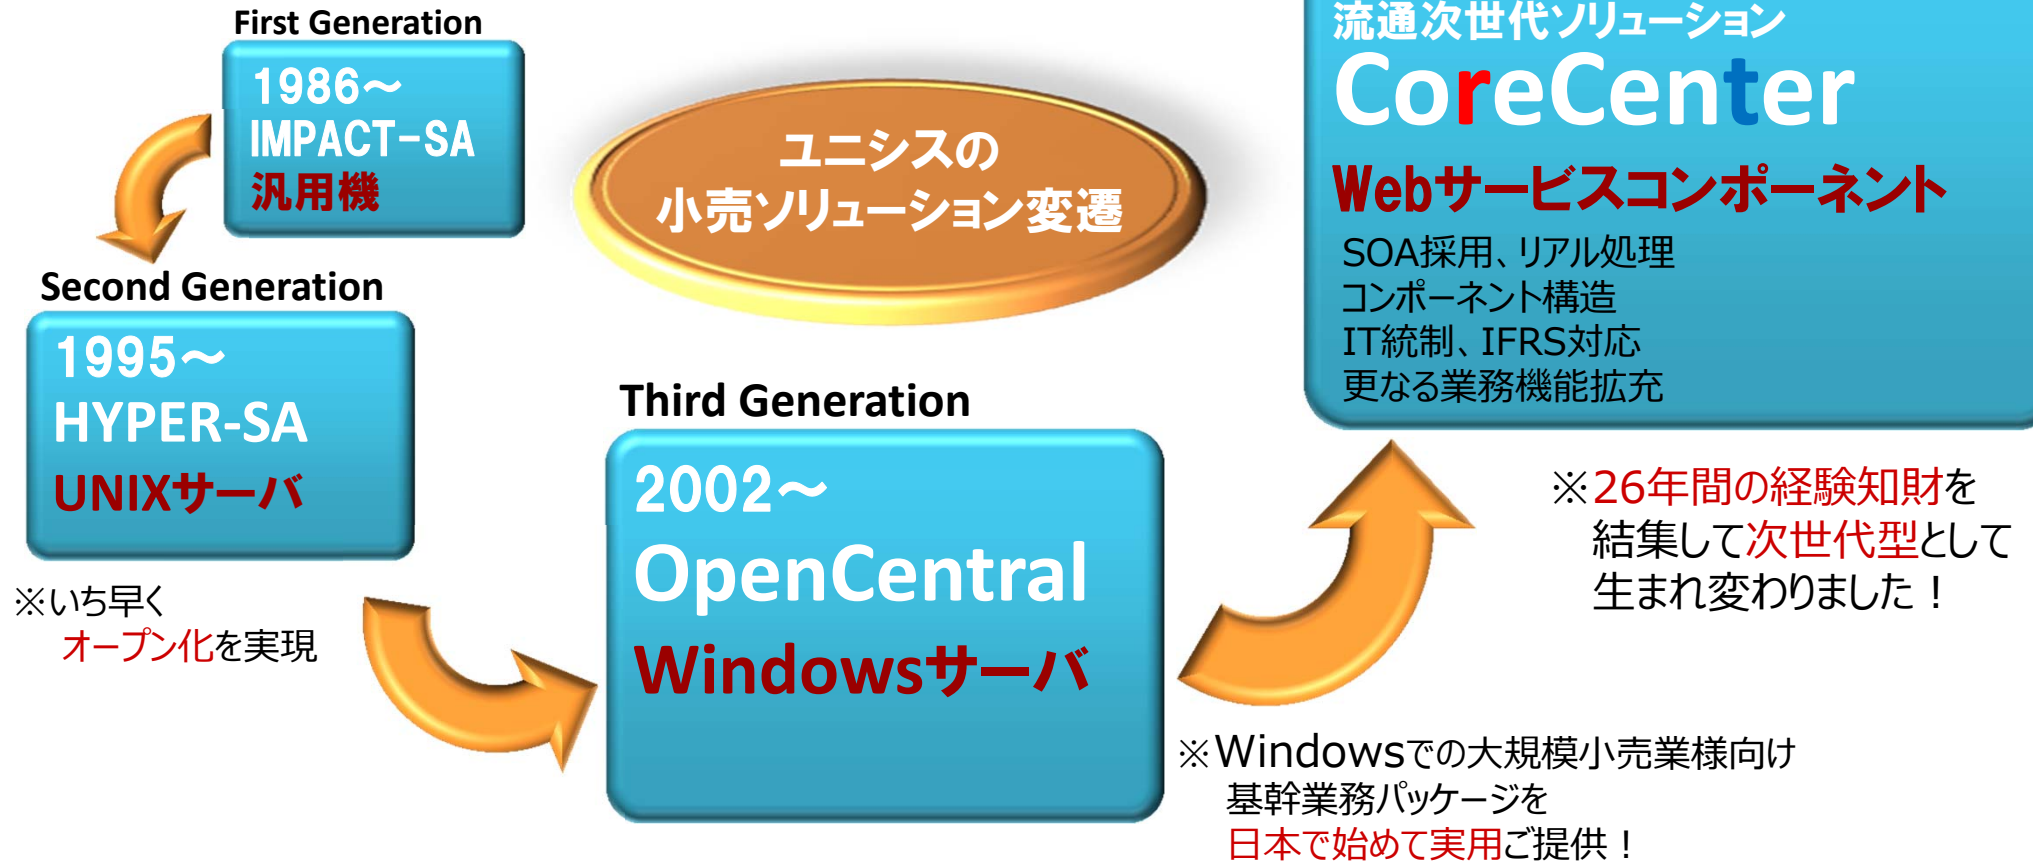 First Generation
1986～
IMPACT-SA
汎用機
Second Generation
1995～
HYPER-SA
UNIXサーバ
※いち早く
オープン化を実現
ユニシスの
小売ソリューション変遷
Third Generation
2002～
OpenCentral
Windowsサーバ
※Windowsでの大規模小売業様向け
基幹業務パッケージを
日本で始めて実用ご提供！
流通次世代ソリューション
CoreCenter
Webサービスコンポーネント
SOA採用、リアル処理
コンポーネント構造
IT統制、IFRS対応
更なる業務機能拡充
※26年間の経験知財を
結集して次世代型として
生まれ変わりました！